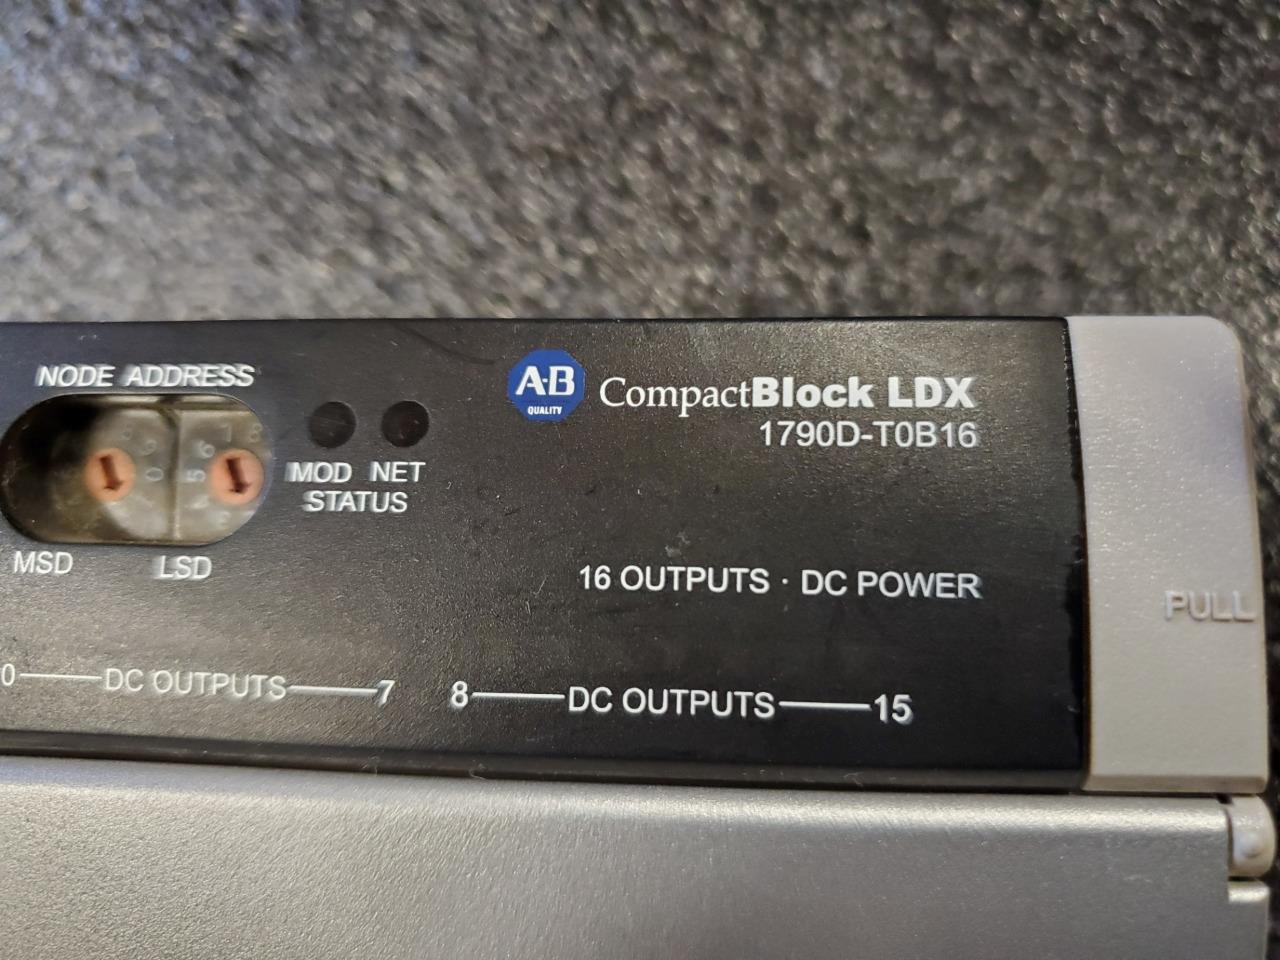 NODE ADDRESS
A·B
QUALITY
CompactBlock LDX
1790D-T0B16
MOD NET
STATUS
MSD
LSD
16 OUTPUTS · DC POWER
PULL
0 DC OUTPUTS 7
8 DC OUTPUTS 15